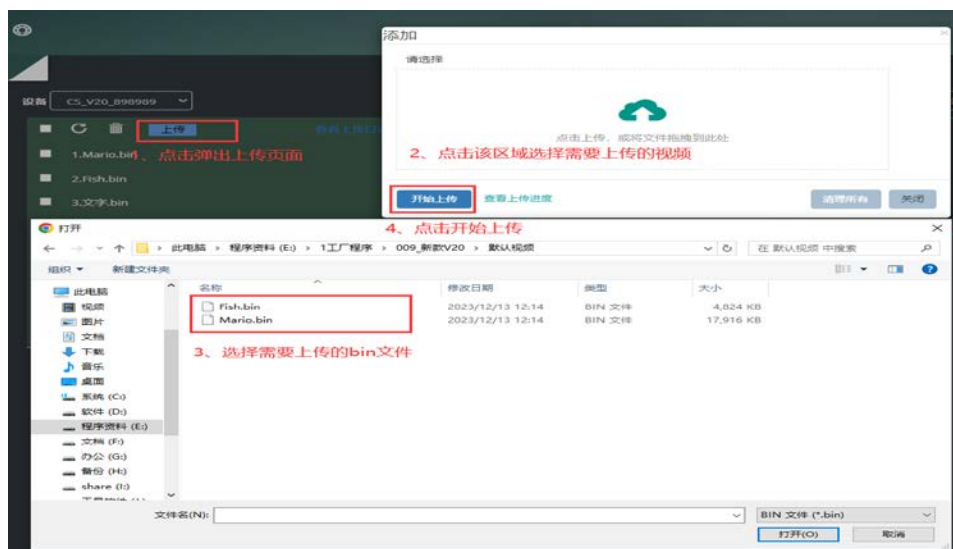 添加
请选择
设备 CS_V20_898989
上传
1、点击弹出上传页面
1.Mario.bin
2.Fish.bin
3.文字.bin
点击上传，或将文件拖拽到此处
2、点击该区域选择需要上传的视频
开始上传 查看上传进度 清理所有 关闭
4、点击开始上传
打开
此电脑 > 程序资料 (E:) > 1工厂程序 > 009_新款V20 > 默认视频
在 默认视频 中搜索
组织 新建文件夹
名称 修改日期 类型 大小
Fish.bin 2023/12/13 12:14 BIN 文件 4,824 KB
Mario.bin 2023/12/13 12:14 BIN 文件 17,916 KB
3、选择需要上传的bin文件
此电脑
视频
图片
文档
下载
音乐
桌面
系统 (C:)
软件 (D:)
程序资料 (E:)
文档 (F:)
办公 (G:)
备份 (H:)
share (I:)
文件名(N): BIN 文件 (*.bin)
打开(O) 取消